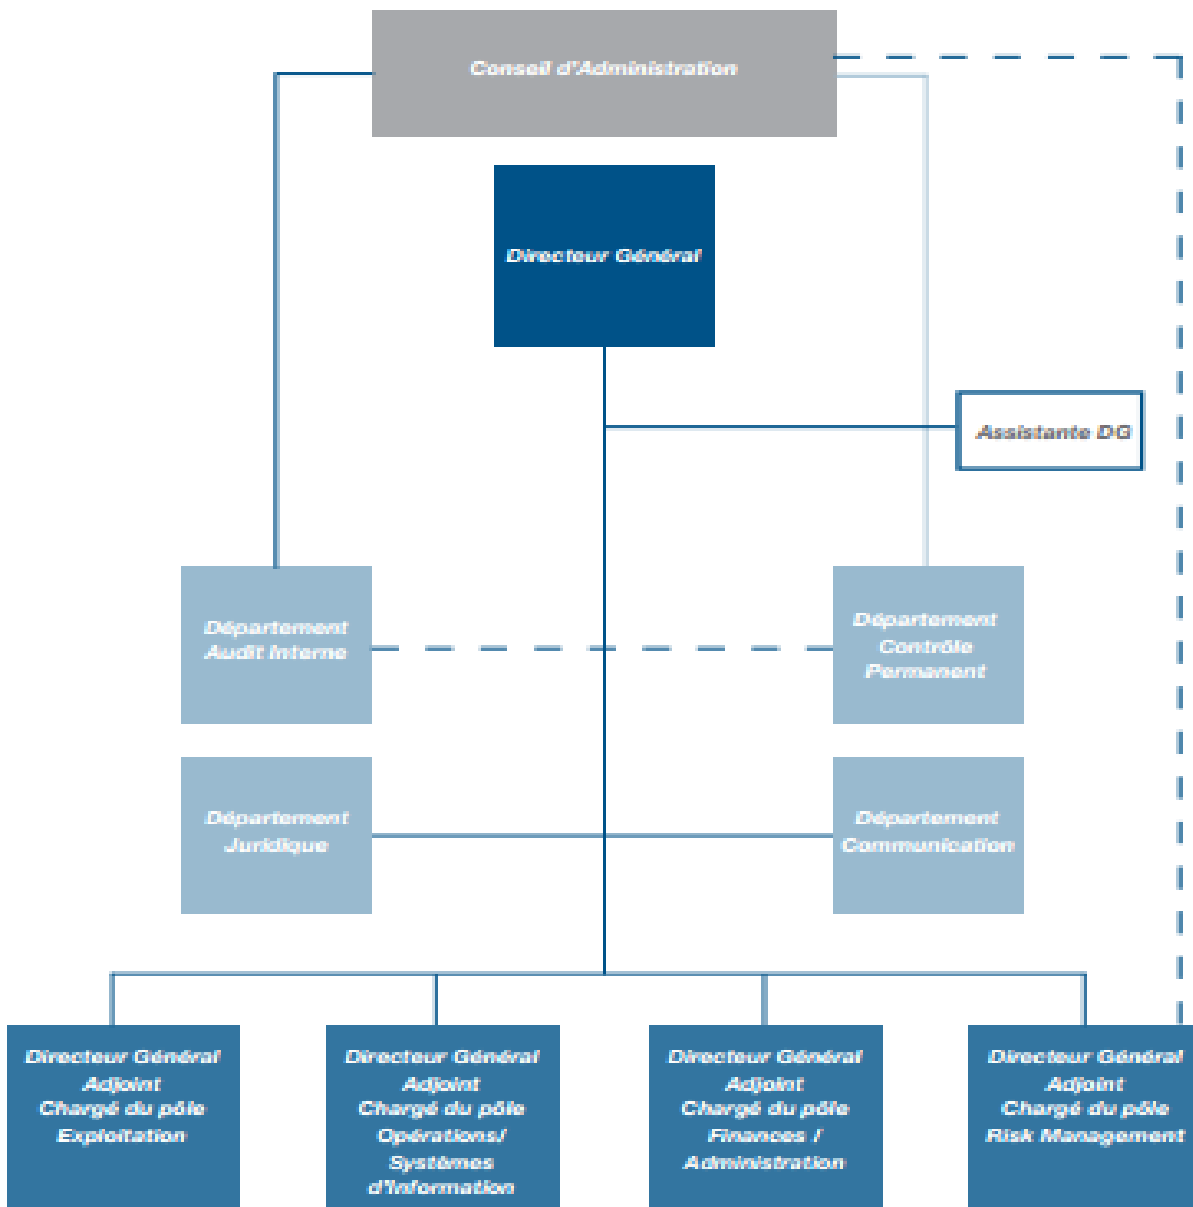 Conseil d'Administration
Directeur Général
Assistante DG
Département
Audit Interne
Département
Contrôle
Permanent
Département
Juridique
Département
Communication
Directeur Général
Adjoint
Chargé du pôle
Exploitation
Directeur Général
Adjoint
Chargé du pôle
Opérations/
Systèmes
d'Information
Directeur Général
Adjoint
Chargé du pôle
Finances /
Administration
Directeur Général
Adjoint
Chargé du pôle
Risk Management